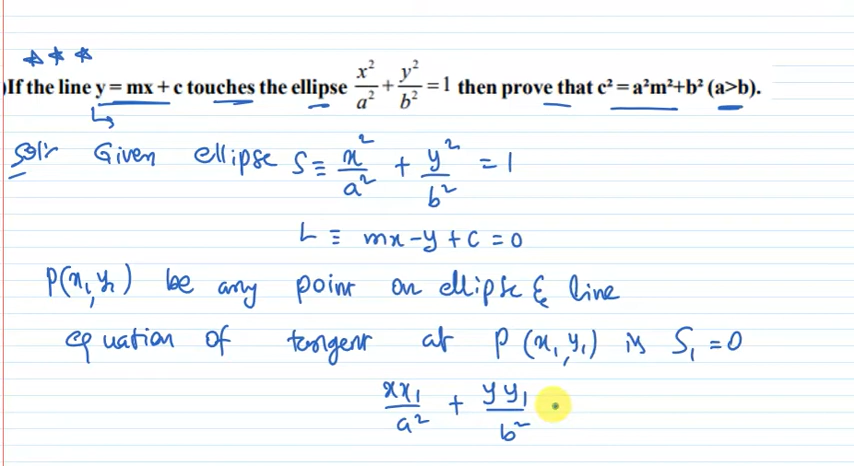 )If the line y = mx + c touches the ellipse x²/a² + y²/b² = 1 then prove that c² = a²m²+b² (a>b).
Sol: Given ellipse S ≡ x²/a² + y²/b² = 1
L ≡ mx - y + c = 0
P(x₁, y₁) be any point on ellipse & line
equation of tangent at P (x₁, y₁) is S₁ = 0
xx₁/a² + yy₁/b²